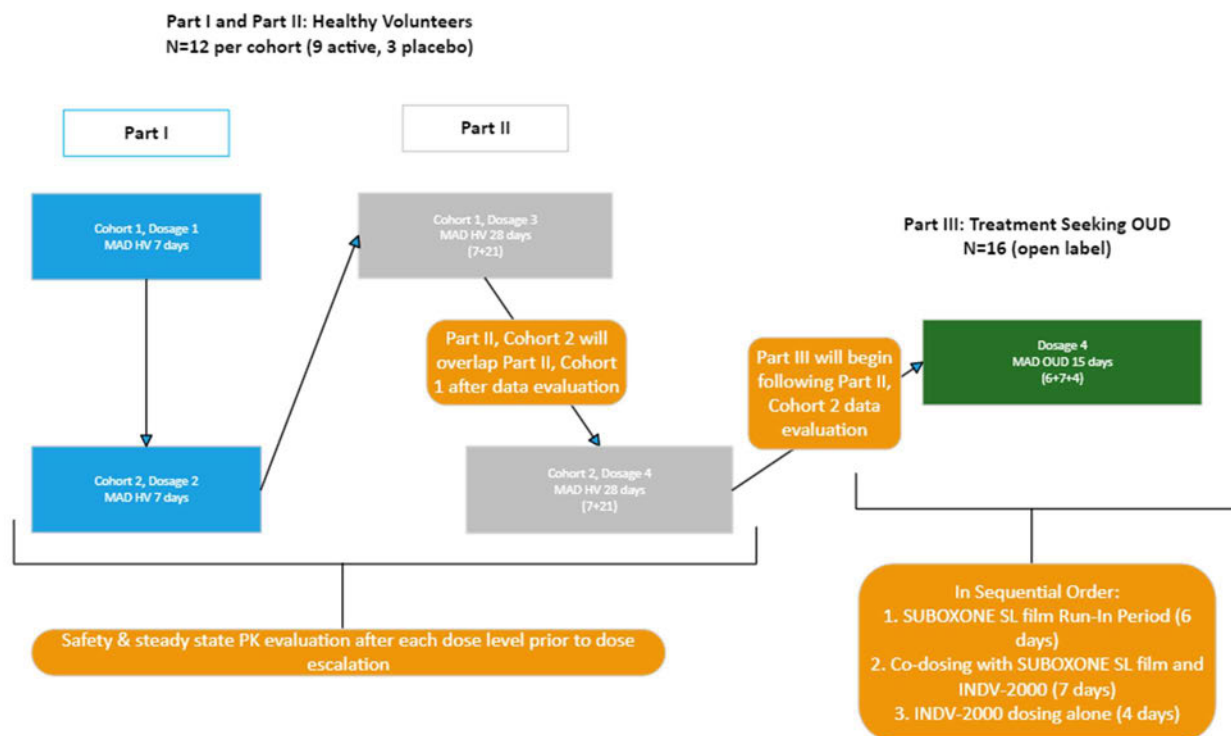 Part I and Part II: Healthy Volunteers
N=12 per cohort (9 active, 3 placebo)
Part I
Part II
Cohort 1, Dosage 1
MAD HV 7 days
Cohort 1, Dosage 3
MAD HV 28 days
(7+21)
Part III: Treatment Seeking OUD
N=16 (open label)
Part II, Cohort 2 will
overlap Part II, Cohort
1 after data evaluation
Part III will begin
following Part II,
Cohort 2 data
evaluation
Dosage 4
MAD OUD 15 days
(6+7+4)
Cohort 2, Dosage 2
MAD HV 7 days
Cohort 2, Dosage 4
MAD HV 28 days
(7+21)
Safety & steady state PK evaluation after each dose level prior to dose
escalation
In Sequential Order:
1. SUBOXONE SL film Run-In Period (6
days)
2. Co-dosing with SUBOXONE SL film and
INDV-2000 (7 days)
3. INDV-2000 dosing alone (4 days)